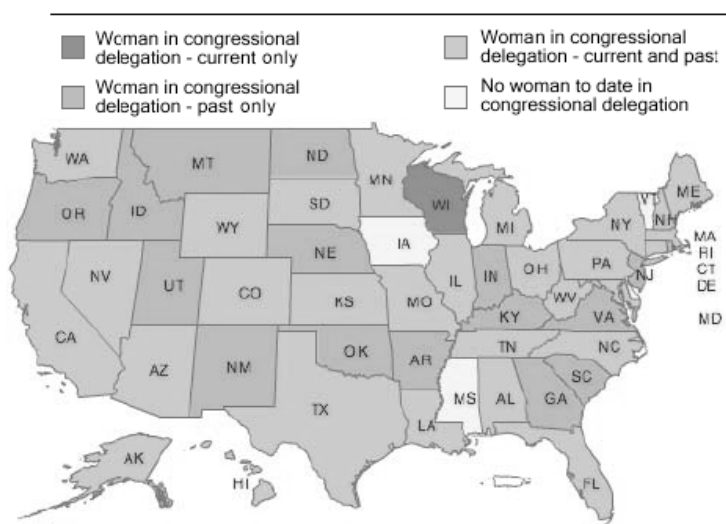 Woman in congressional
delegation - current only
Woman in congressional
delegation - past only
Woman in congressional
delegation - current and past
No woman to date in
congressional delegation
WA
MT
ND
MN
OR
ID
WY
SD
WI
MI
NY
VT
NH
ME
MA
RI
CT
DE
MD
NV
UT
CO
NE
IA
IL
IN
OH
PA
NJ
CA
KS
MO
KY
WV
VA
AZ
NM
OK
AR
TN
NC
SC
TX
LA
MS
AL
GA
AK
HI
FL